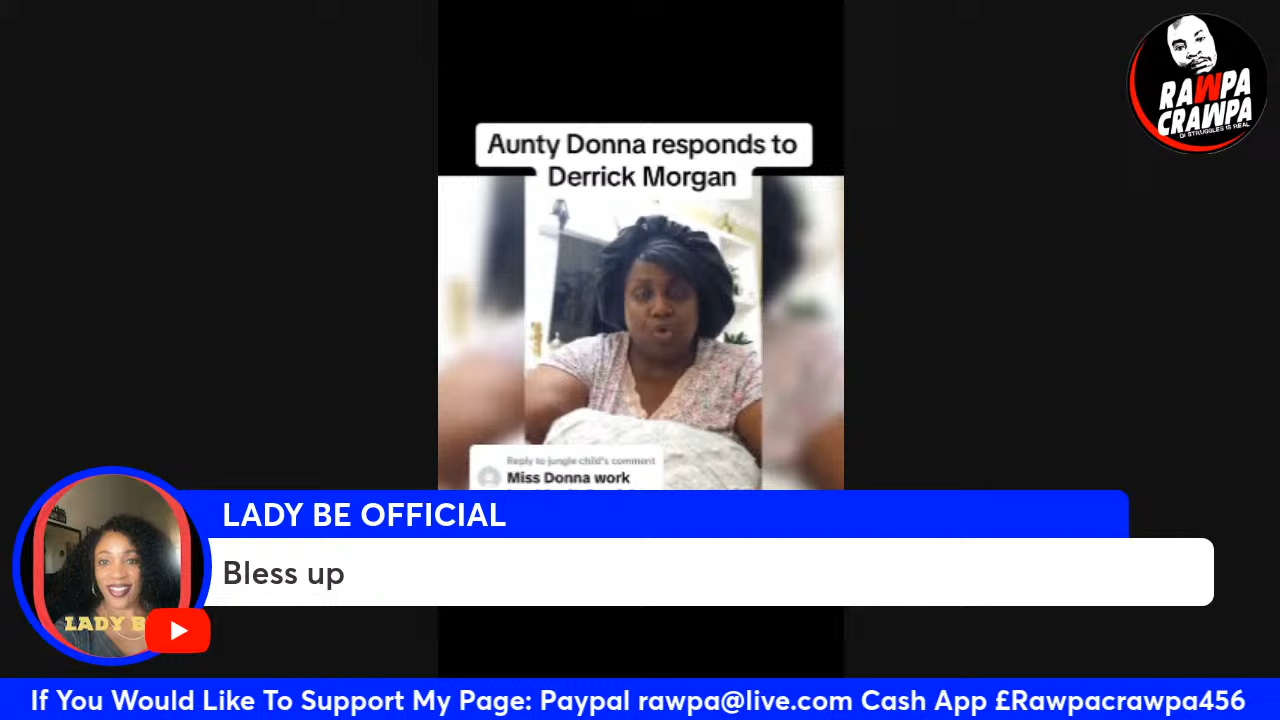 RAWPA
CRAWPA
DI STRUGGLES IS REAL
Aunty Donna responds to
Derrick Morgan
Reply to jungle child's comment
Miss Donna work
LADY BE OFFICIAL
Bless up
LADY B
If You Would Like To Support My Page: Paypal rawpa@live.com Cash App £Rawpacrawpa456